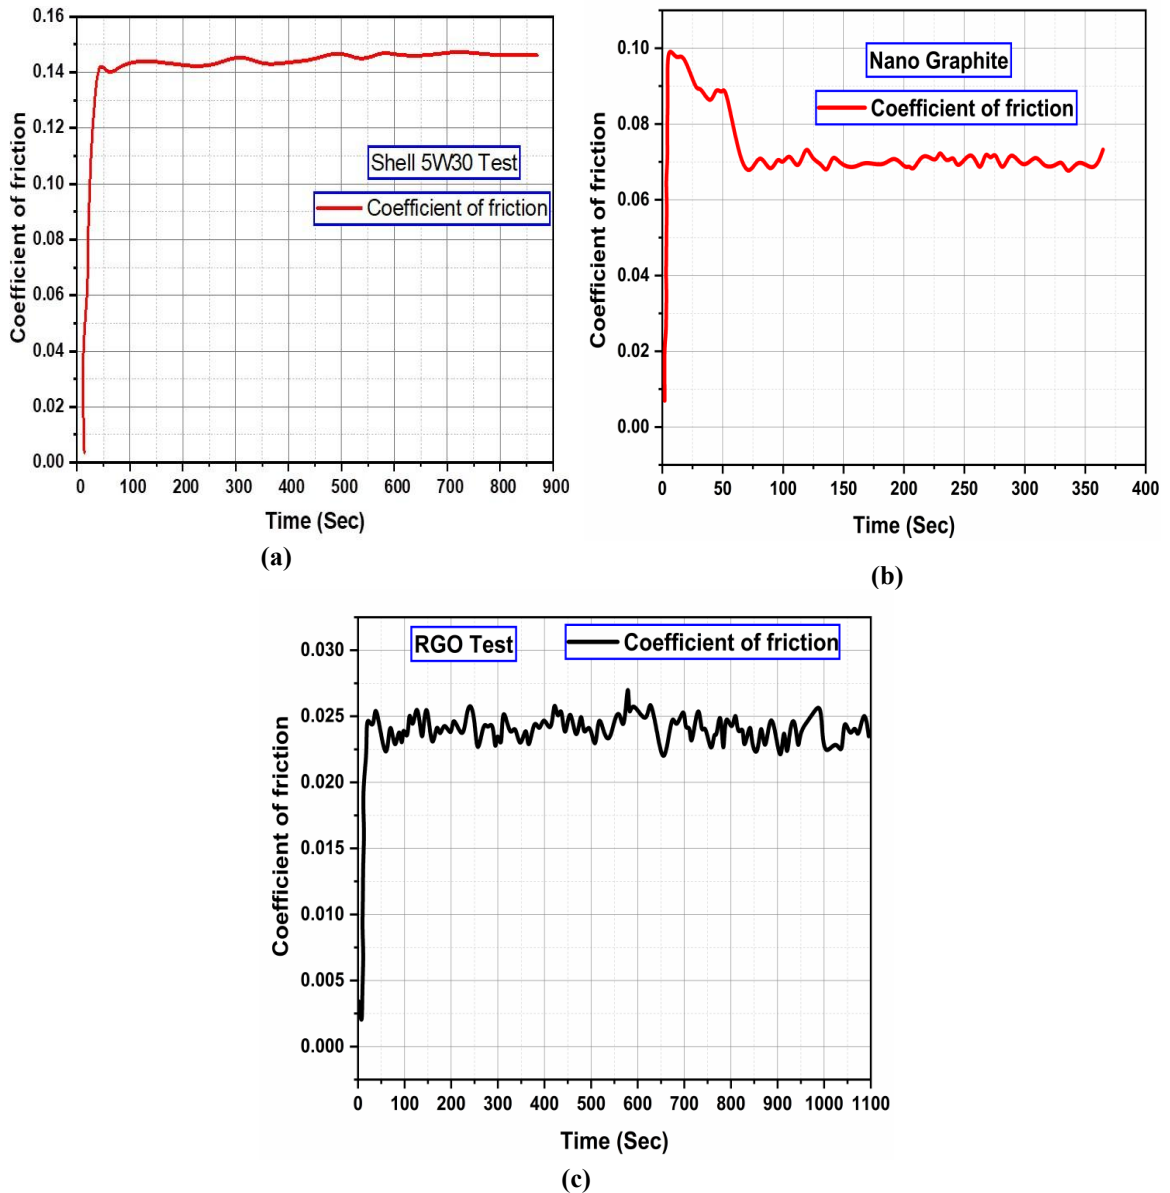 0.16
0.14
0.12
0.10
0.08
0.06
0.04
0.02
0.00
Coefficient of friction
Shell 5W30 Test
Coefficient of friction
0 100 200 300 400 500 600 700 800 900
Time (Sec)
(a)
0.10
0.08
0.06
0.04
0.02
0.00
Coefficient of friction
Nano Graphite
Coefficient of friction
0 50 100 150 200 250 300 350 400
Time (Sec)
(b)
0.030
0.025
0.020
0.015
0.010
0.005
0.000
Coefficient of friction
RGO Test
Coefficient of friction
0 100 200 300 400 500 600 700 800 900 1000 1100
Time (Sec)
(c)